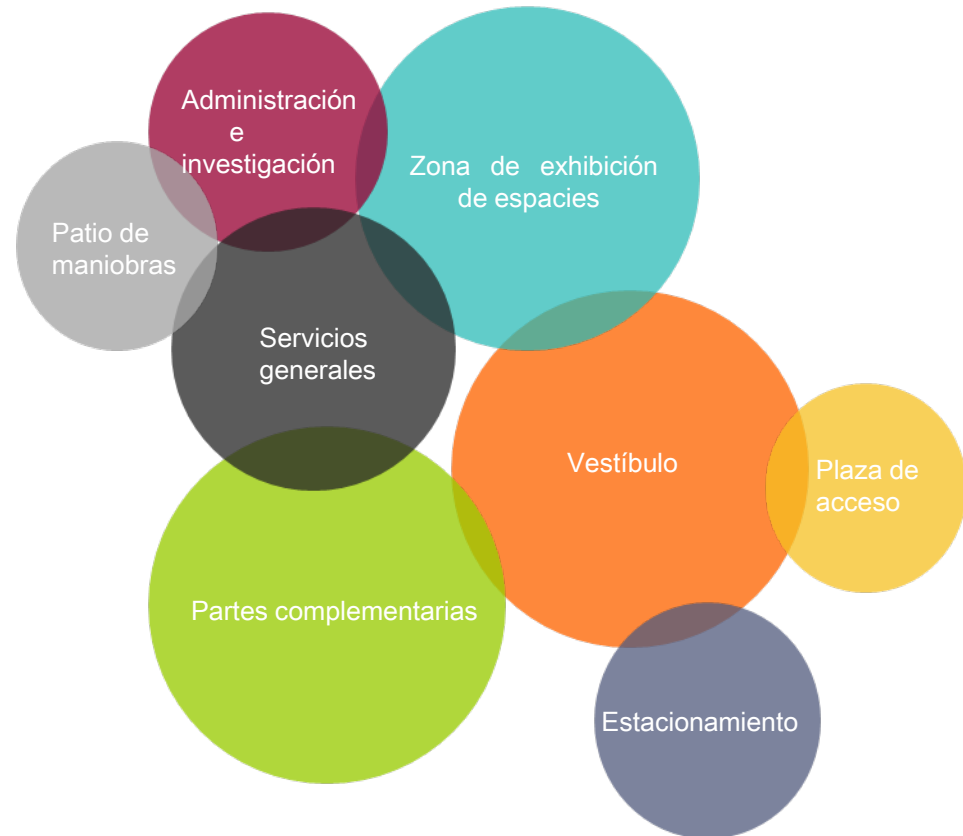 Administración
e
investigación
Zona de exhibición
de espacies
Patio de
maniobras
Servicios
generales
Vestíbulo
Plaza de
acceso
Partes complementarias
Estacionamiento